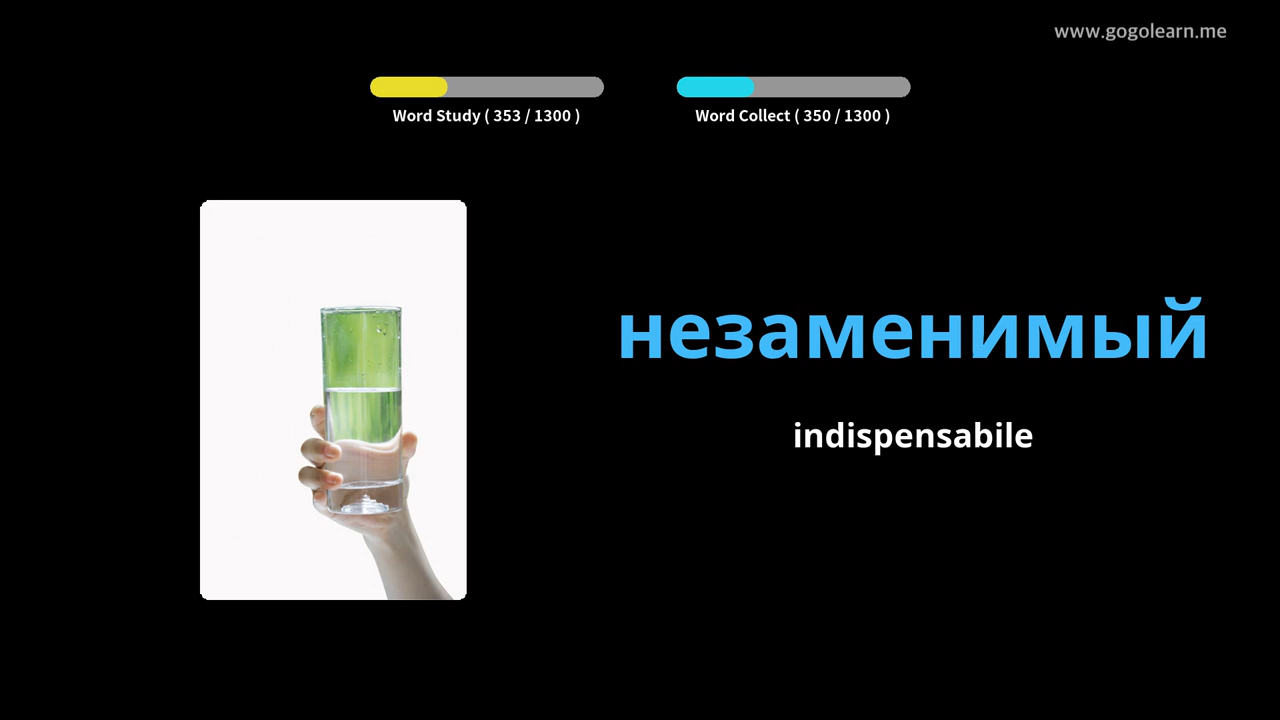 www.gogolearn.me
Word Study ( 353 / 1300 )
Word Collect ( 350 / 1300 )
незаменимый
indispensabile